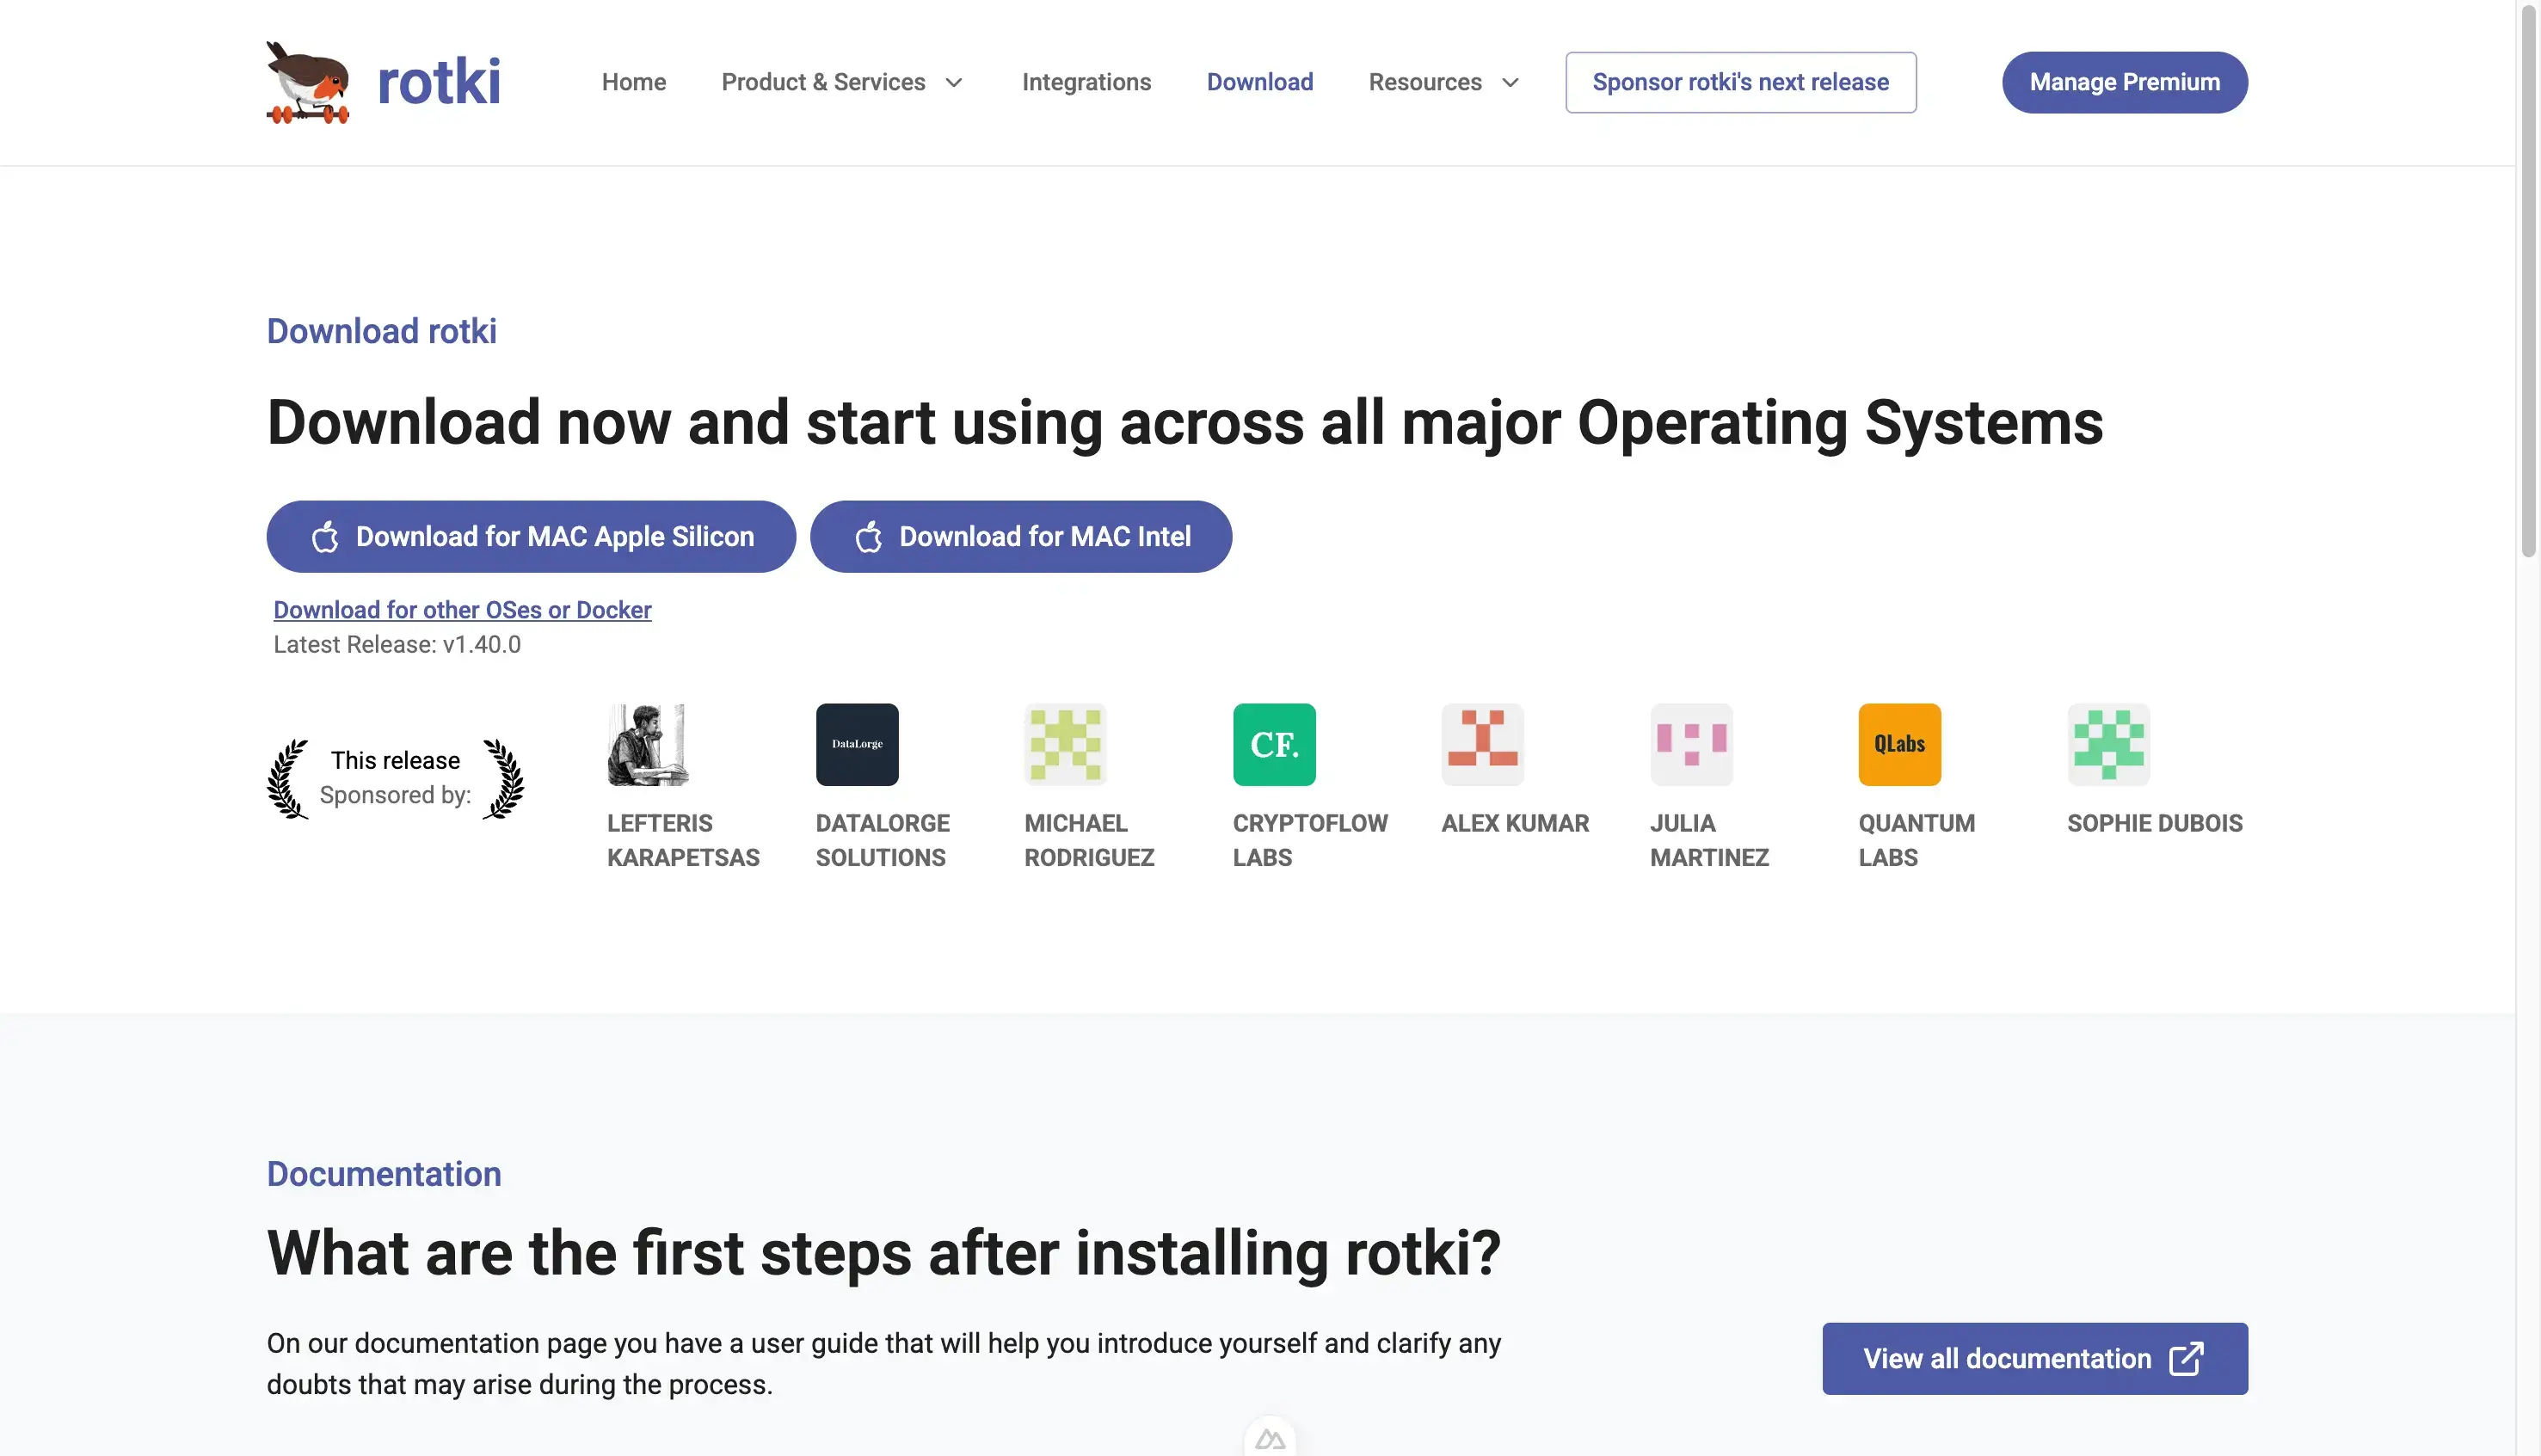 rotki
Home
Product & Services
Integrations
Download
Resources
Sponsor rotki's next release
Manage Premium
Download rotki
Download now and start using across all major Operating Systems
Download for MAC Apple Silicon
Download for MAC Intel
Download for other OSes or Docker
Latest Release: v1.40.0
This release
Sponsored by:
LEFTERIS
KARAPETSAS
DataLorge
DATALORGE
SOLUTIONS
MICHAEL
RODRIGUEZ
CF.
CRYPTOFLOW
LABS
ALEX KUMAR
JULIA
MARTINEZ
QLabs
QUANTUM
LABS
SOPHIE DUBOIS
Documentation
What are the first steps after installing rotki?
On our documentation page you have a user guide that will help you introduce yourself and clarify any
doubts that may arise during the process.
View all documentation